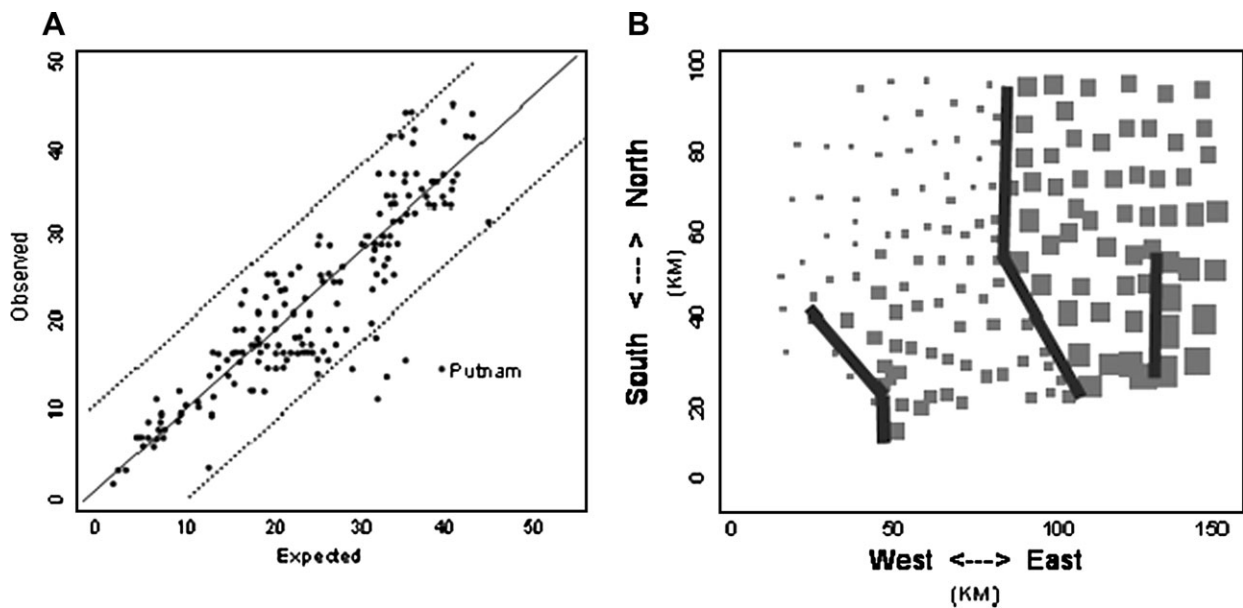 A
50
40
30
20
10
0
Observed
Putnam
0 10 20 30 40 50
Expected
B
100
80
60
40
20
0
South <---> North
(KM)
0 50 100 150
West <---> East
(KM)